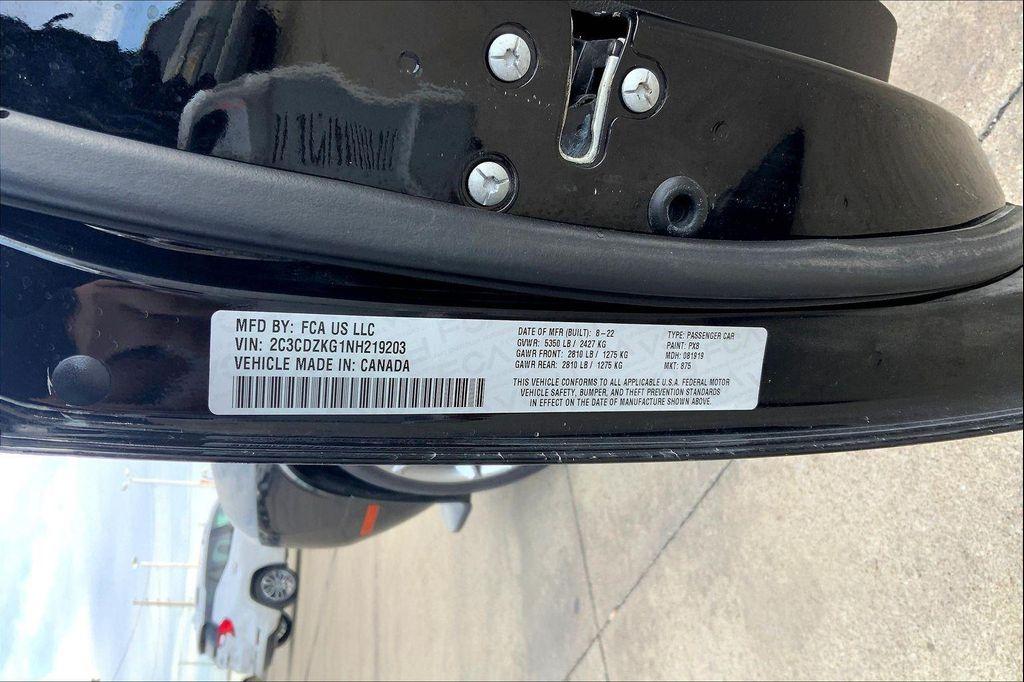 MFD BY: FCA US LLC
VIN: 2C3CDZKG1NH219203
VEHICLE MADE IN: CANADA
DATE OF MFR (BUILT): 8-22
GVWR: 5350 LB / 2427 KG
GAWR FRONT: 2810 LB / 1275 KG
GAWR REAR: 2810 LB / 1275 KG
TYPE: PASSENGER CAR
PAINT: PX8
MDH: 081919
MKT: 875
THIS VEHICLE CONFORMS TO ALL APPLICABLE U.S.A. FEDERAL MOTOR
VEHICLE SAFETY, BUMPER, AND THEFT PREVENTION STANDARDS
IN EFFECT ON THE DATE OF MANUFACTURE SHOWN ABOVE.